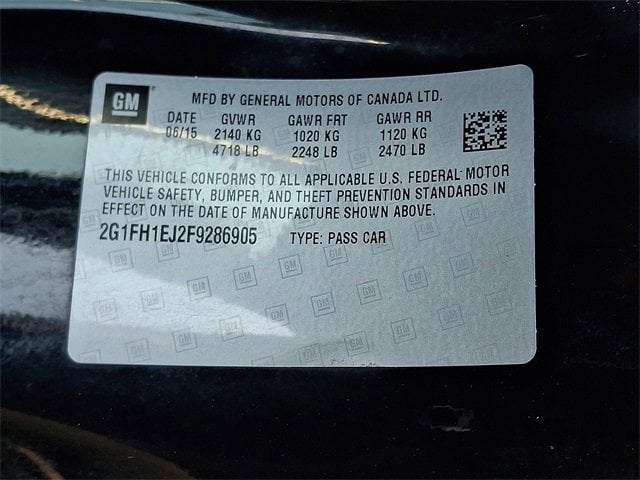 GM
MFD BY GENERAL MOTORS OF CANADA LTD.
DATE GVWR GAWR FRT GAWR RR
06/15 2140 KG 1020 KG 1120 KG
4718 LB 2248 LB 2470 LB
THIS VEHICLE CONFORMS TO ALL APPLICABLE U.S. FEDERAL MOTOR
VEHICLE SAFETY, BUMPER, AND THEFT PREVENTION STANDARDS IN
EFFECT ON THE DATE OF MANUFACTURE SHOWN ABOVE.
2G1FH1EJ2F9286905 TYPE: PASS CAR